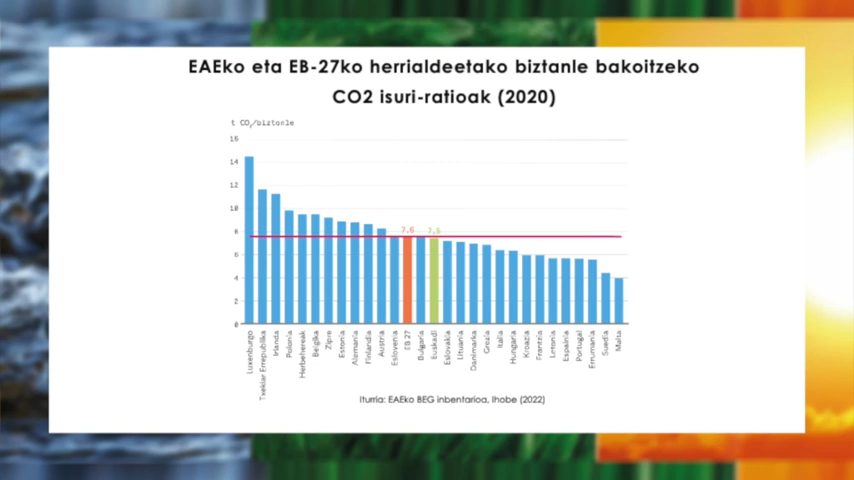 EAEko eta EB-27ko herrialdeetako biztanle bakoitzeko
CO2 isuri-ratioak (2020)
t CO₂/biztanle
16
14
12
10
8
6
4
2
0
7,6
7,5
Luxenburgo
Txekiar Errepublika
Irlanda
Polonia
Herbehereak
Belgika
Zipre
Estonia
Alemania
Finlandia
Austria
Eslovenia
EB 27
Bulgaria
Euskadi
Eslovakia
Lituania
Danimarka
Grezia
Italia
Hungaria
Kroazia
Frantzia
Letonia
Espainia
Portugal
Errumania
Suedia
Malta
Iturria: EAEko BEG inbentarioa, Ihobe (2022)